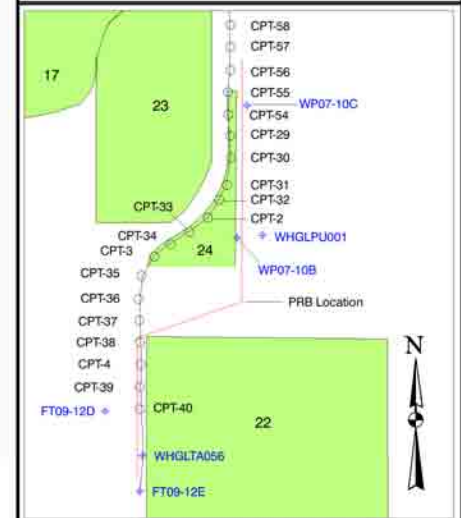 CPT-58
CPT-57
17
CPT-56
CPT-55
23
WP07-10C
CPT-54
CPT-29
CPT-30
CPT-31
CPT-32
CPT-33
CPT-2
CPT-34
WHGLPU001
CPT-3
24
CPT-35
WP07-10B
CPT-36
PRB Location
CPT-37
CPT-38
N
CPT-4
CPT-39
FT09-12D
CPT-40
22
WHGLTA056
FT09-12E